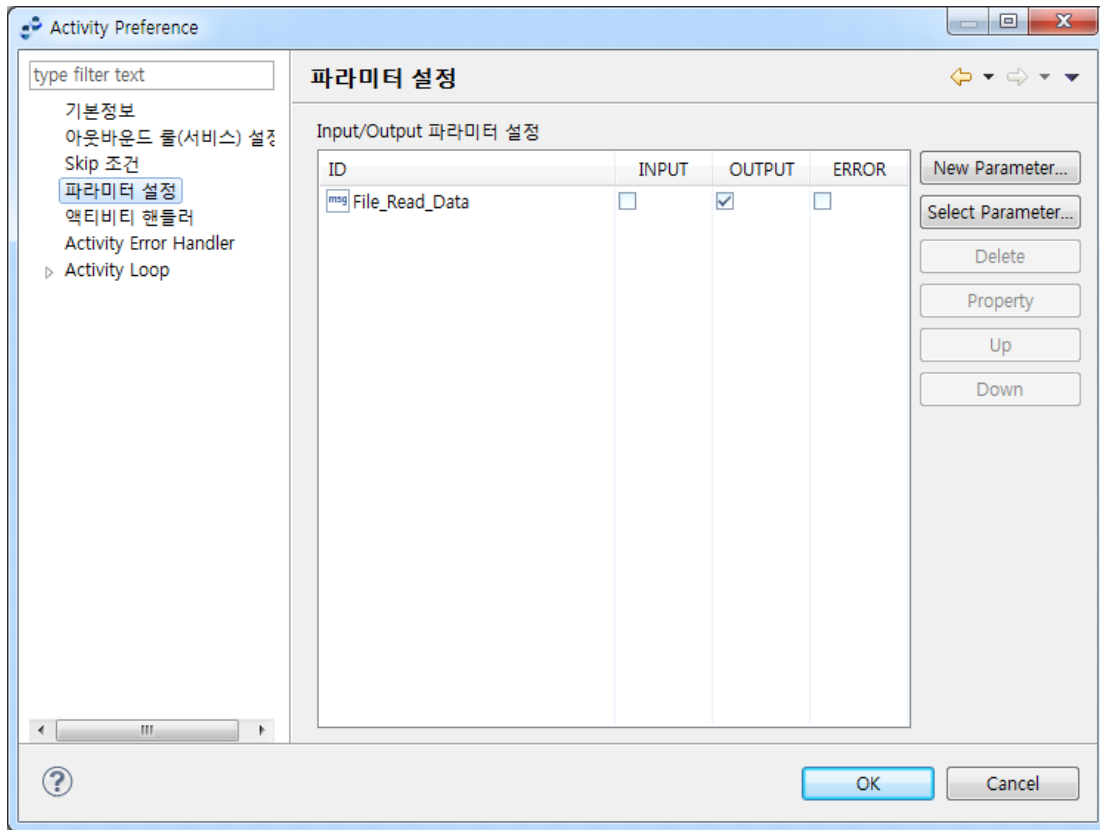 Activity Preference
type filter text
기본정보
아웃바운드 룰(서비스) 설정
Skip 조건
파라미터 설정
액티비티 핸들러
Activity Error Handler
Activity Loop
파라미터 설정
Input/Output 파라미터 설정
ID INPUT OUTPUT ERROR
msg File_Read_Data
New Parameter...
Select Parameter...
Delete
Property
Up
Down
OK Cancel